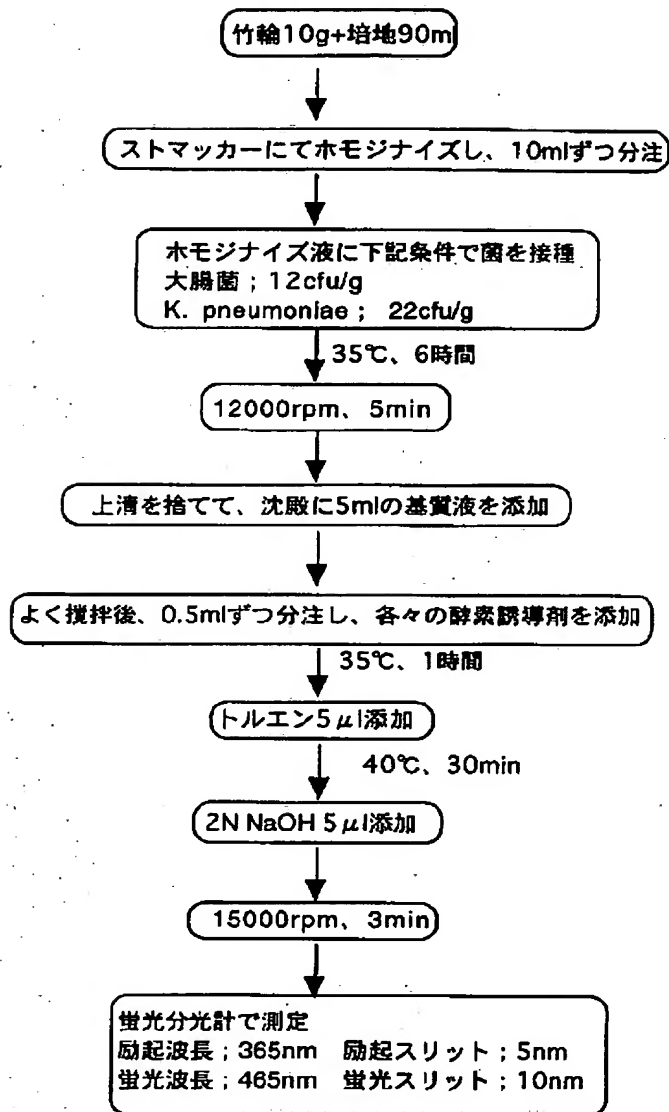 竹輪10g+培地90m
ストマッカーにてホモジナイズし、10mlずつ分注
ホモジナイズ液に下記条件で菌を接種
大腸菌；12cfu/g
K. pneumoniae； 22cfu/g
35℃、6時間
12000rpm、5min
上清を捨てて、沈殿に5mlの基質液を添加
よく攪拌後、0.5mlずつ分注し、各々の酵素誘導剤を添加
35℃、1時間
トルエン5μl添加
40℃、30min
2N NaOH 5μl添加
15000rpm、3min
蛍光分光計で測定
励起波長；365nm 励起スリット；5nm
蛍光波長；465nm 蛍光スリット；10nm